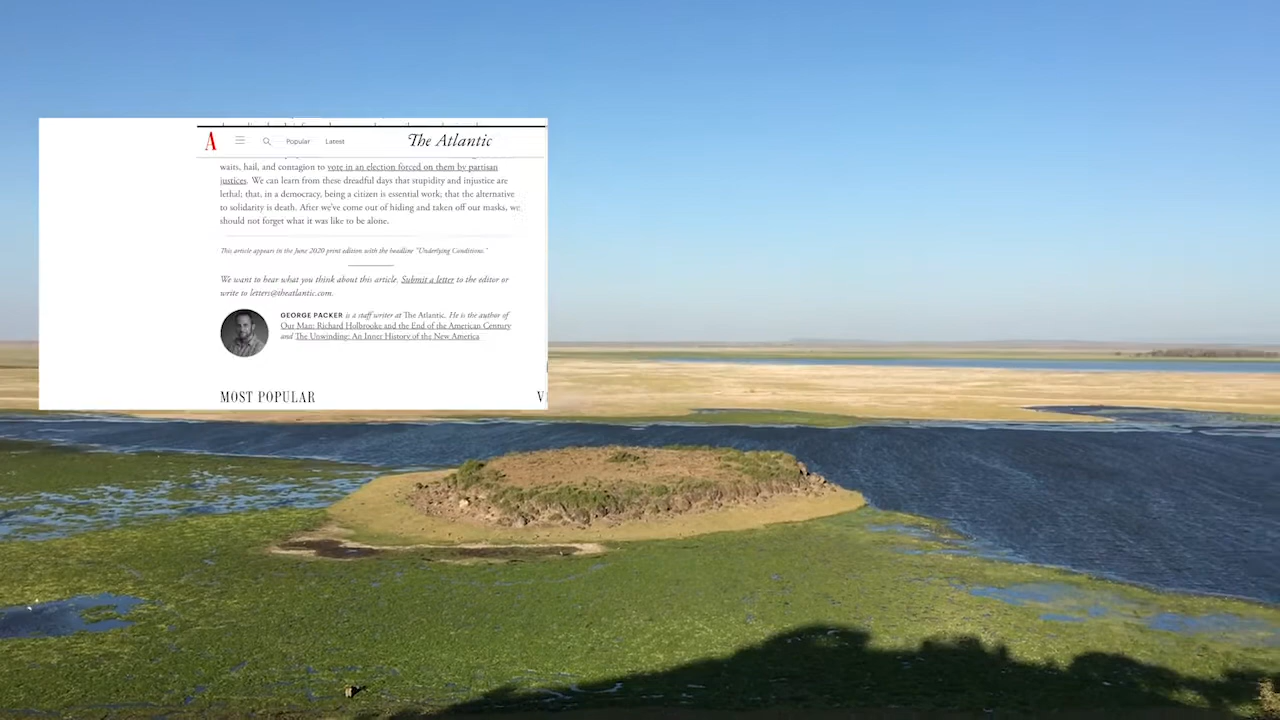 A Popular Latest The Atlantic
waits, hail, and contagion to vote in an election forced on them by partisan
justices. We can learn from these dreadful days that stupidity and injustice are
lethal; that, in a democracy, being a citizen is essential work; that the alternative
to solidarity is death. After we've come out of hiding and taken off our masks, we
should not forget what it was like to be alone.
This article appears in the June 2020 print edition with the headline "Underlying Conditions."
We want to hear what you think about this article. Submit a letter to the editor or
write to letters@theatlantic.com.
GEORGE PACKER is a staff writer at The Atlantic. He is the author of
Our Man: Richard Holbrooke and the End of the American Century
and The Unwinding: An Inner History of the New America
MOST POPULAR V